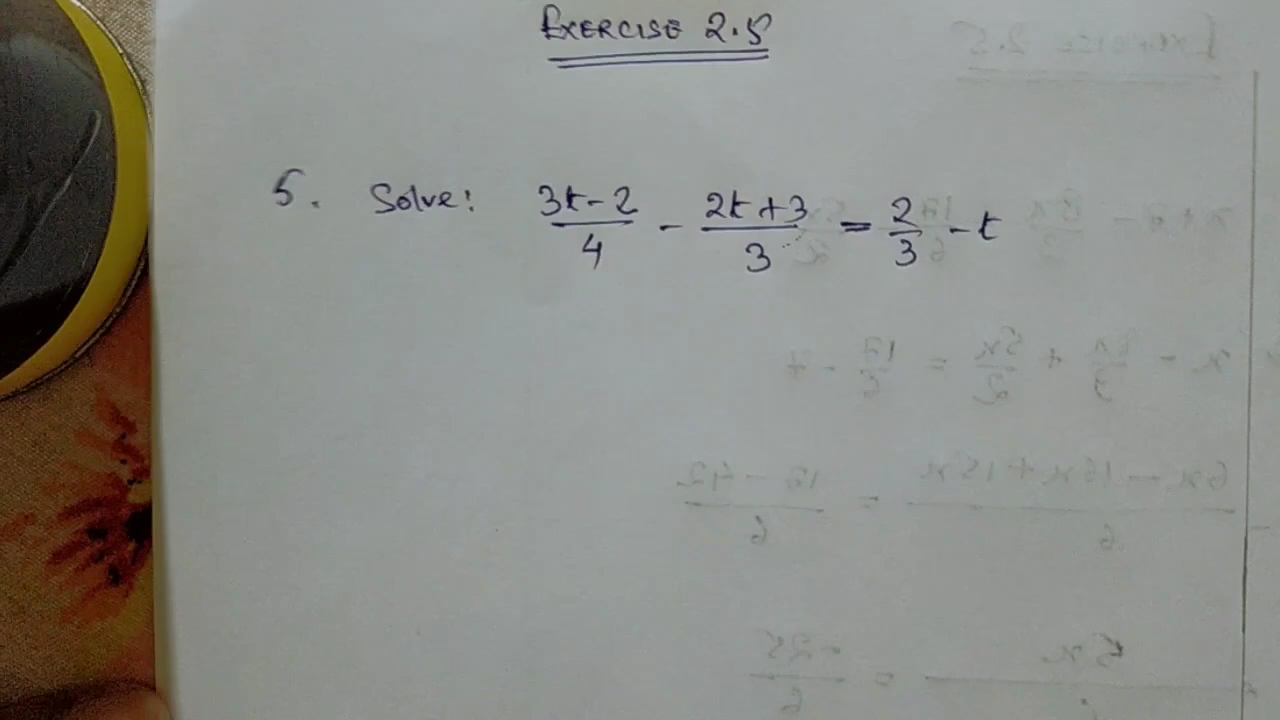 EXERCISE 2.5
5. Solve: (3t-2)/4 - (2t+3)/3 = 2/3 - t